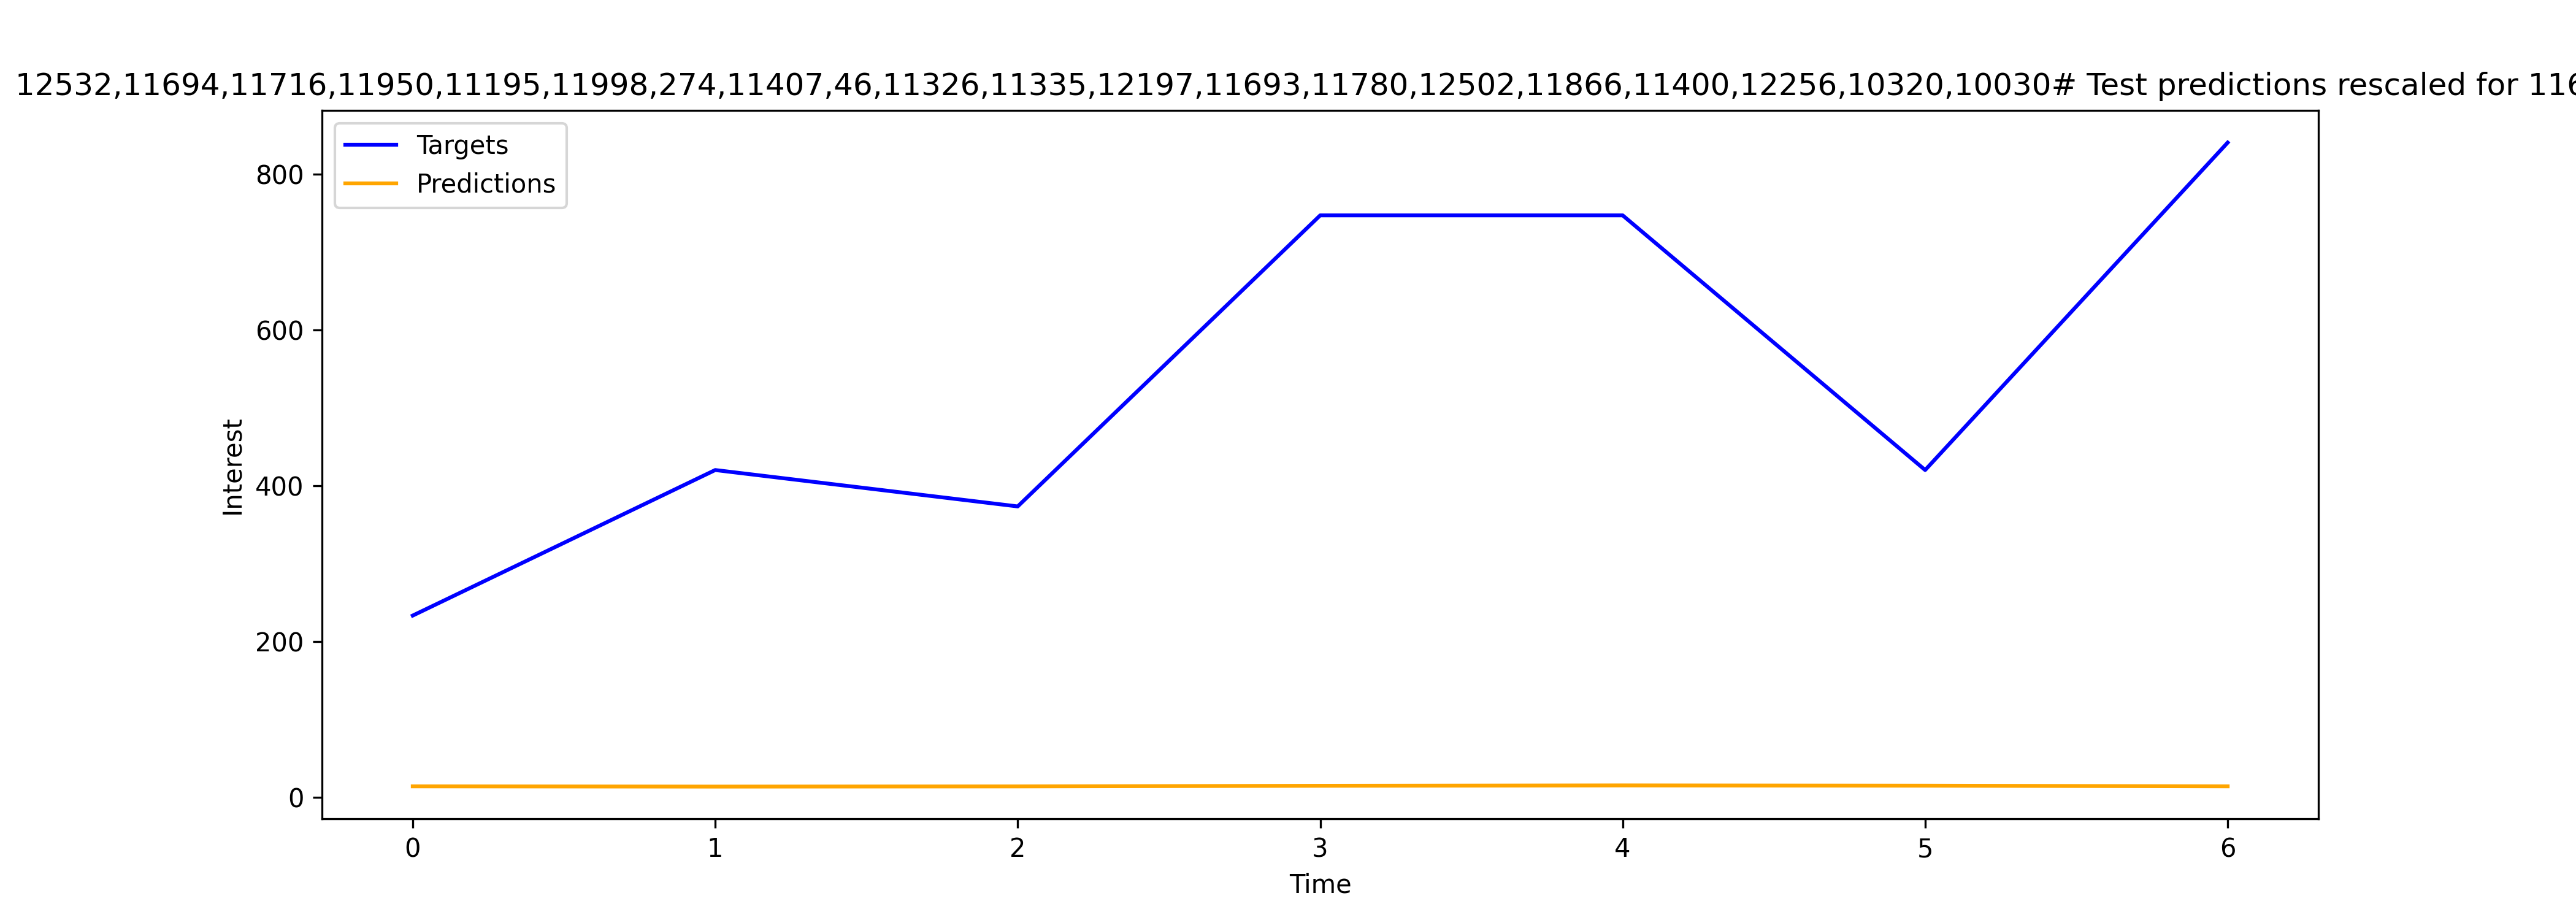 12532,11694,11716,11950,11195,11998,274,11407,46,11326,11335,12197,11693,11780,12502,11866,11400,12256,10320,10030# Test predictions rescaled for 116
Targets
Predictions
800
600
400
200
0
Interest
0 1 2 3 4 5 6
Time